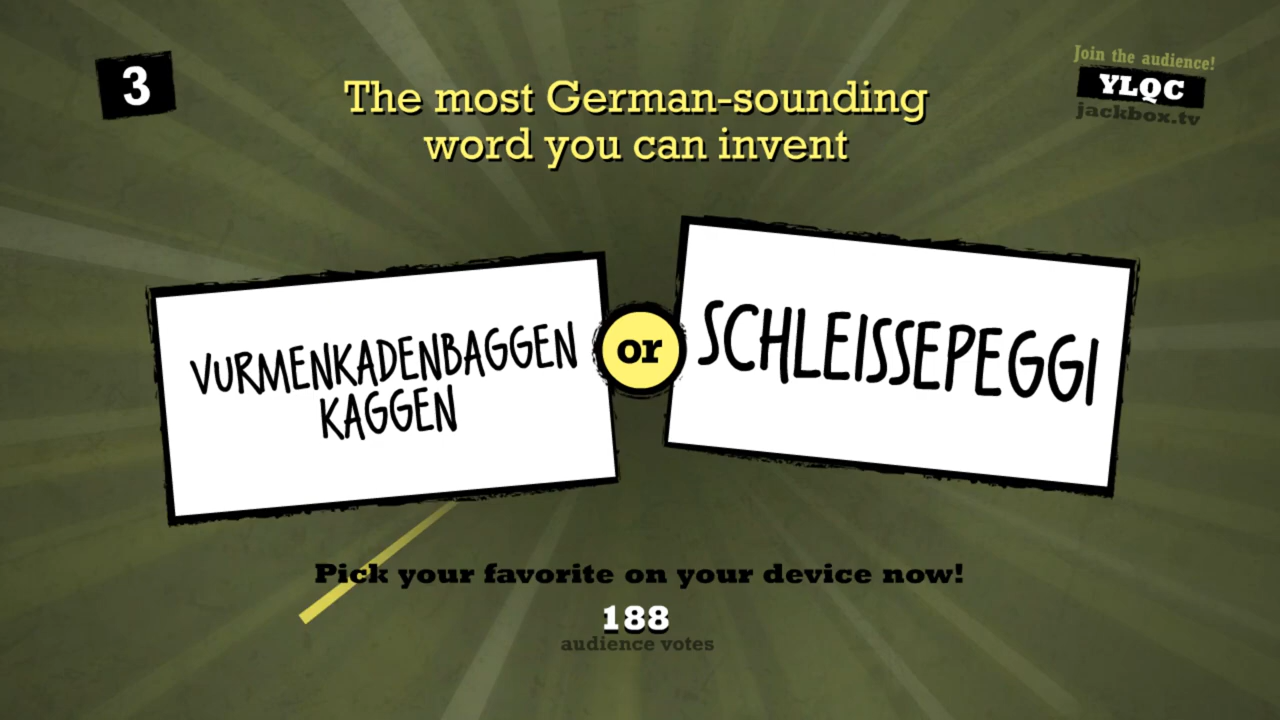 3
The most German-sounding
word you can invent
Join the audience!
YLQC
jackbox.tv
VURMENKADENBAGGEN
KAGGEN
or
SCHLEISSEPEGGI
Pick your favorite on your device now!
188
audience votes